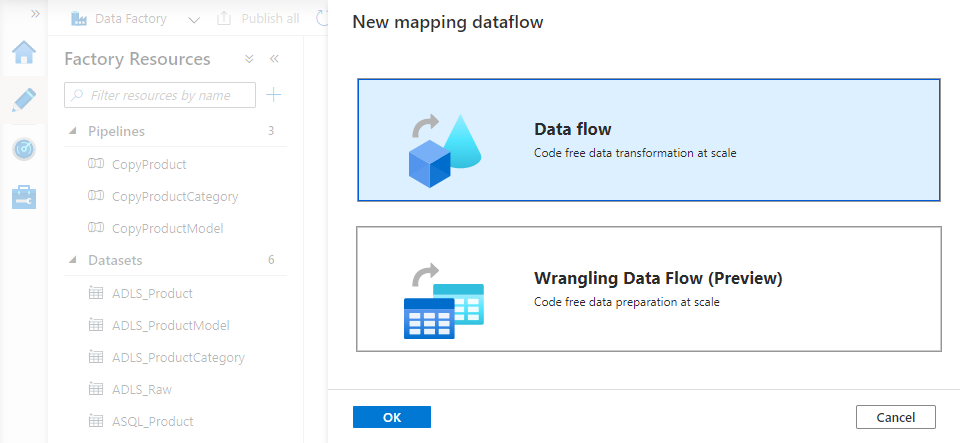 »
Data Factory
Publish all
Factory Resources
Filter resources by name
Pipelines 3
CopyProduct
CopyProductCategory
CopyProductModel
Datasets 6
ADLS_Product
ADLS_ProductModel
ADLS_ProductCategory
ADLS_Raw
ASQL_Product
New mapping dataflow
Data flow
Code free data transformation at scale
Wrangling Data Flow (Preview)
Code free data preparation at scale
OK
Cancel